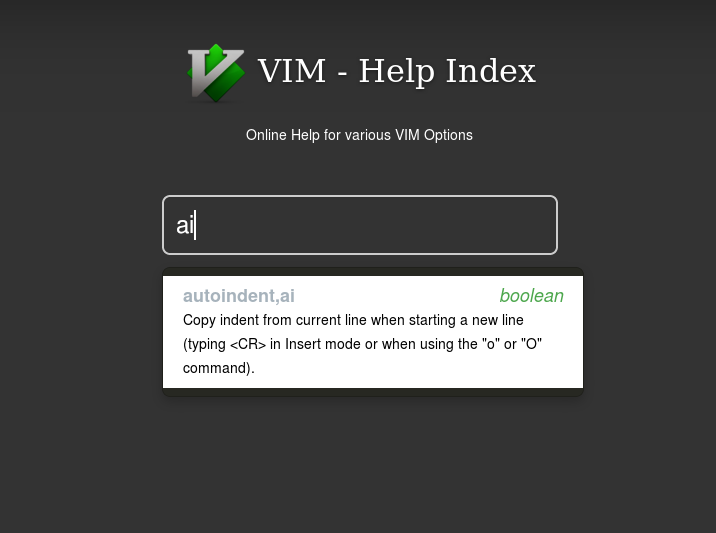 VIM - Help Index
Online Help for various VIM Options
ai
autoindent,ai boolean
Copy indent from current line when starting a new line
(typing <CR> in Insert mode or when using the "o" or "O"
command).